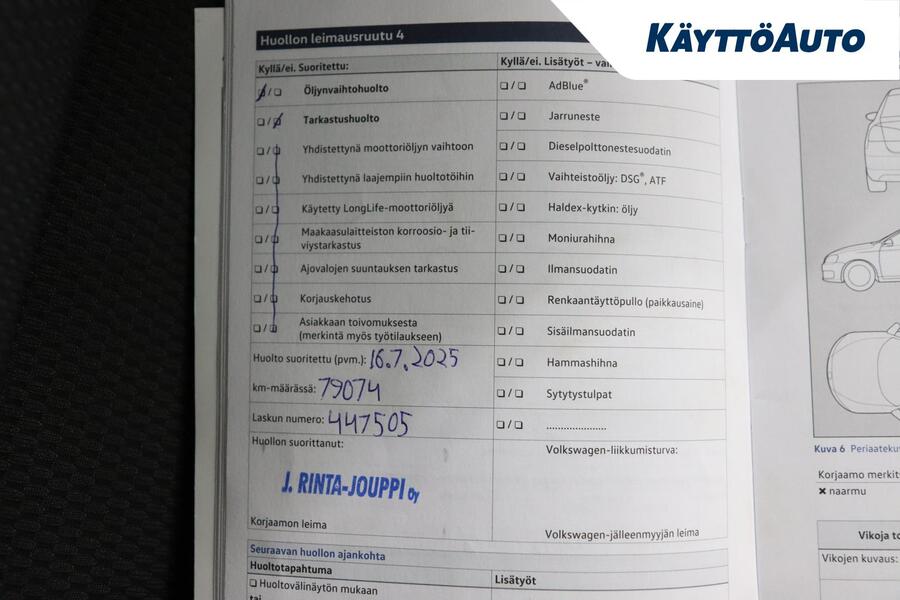 KÄYTTÖAUTO
Huollon leimausruutu 4
Kyllä/ei. Suoritettu:
Kyllä/ei. Lisätyöt –
Öljynvaihtohuolto
AdBlue®
Tarkastushuolto
Jarruneste
Yhdistettynä moottoriöljyn vaihtoon
Dieselpolttonestesuodatin
Yhdistettynä laajempiin huoltotöihin
Vaihteistoöljy: DSG®, ATF
Käytetty LongLife-moottoriöljyä
Haldex-kytkin: öljy
Maakaasulaitteiston korroosio- ja tii-
viystarkastus
Moniurahihna
Ajovalojen suuntauksen tarkastus
Ilmansuodatin
Korjauskehotus
Renkaantäyttöpullo (paikkausaine)
Asiakkaan toivomuksesta
(merkintä myös työtilaukseen)
Sisäilmansuodatin
Huolto suoritettu (pvm.): 16.7.2025
Hammashihna
km-määrässä: 79074
Sytytystulpat
Laskun numero: 447505
.....................
Huollon suorittanut:
Volkswagen-liikkumisturva:
J. RINTA-JOUPPI Oy
Korjaamon leima
Volkswagen-jälleenmyyjän leima
Seuraavan huollon ajankohta
Huoltotapahtuma
Lisätyöt
Huoltovälinäytön mukaan
tai
Kuva 6
Korjaamo
× naarmu
Vikoja
Vikojen kuvaus: